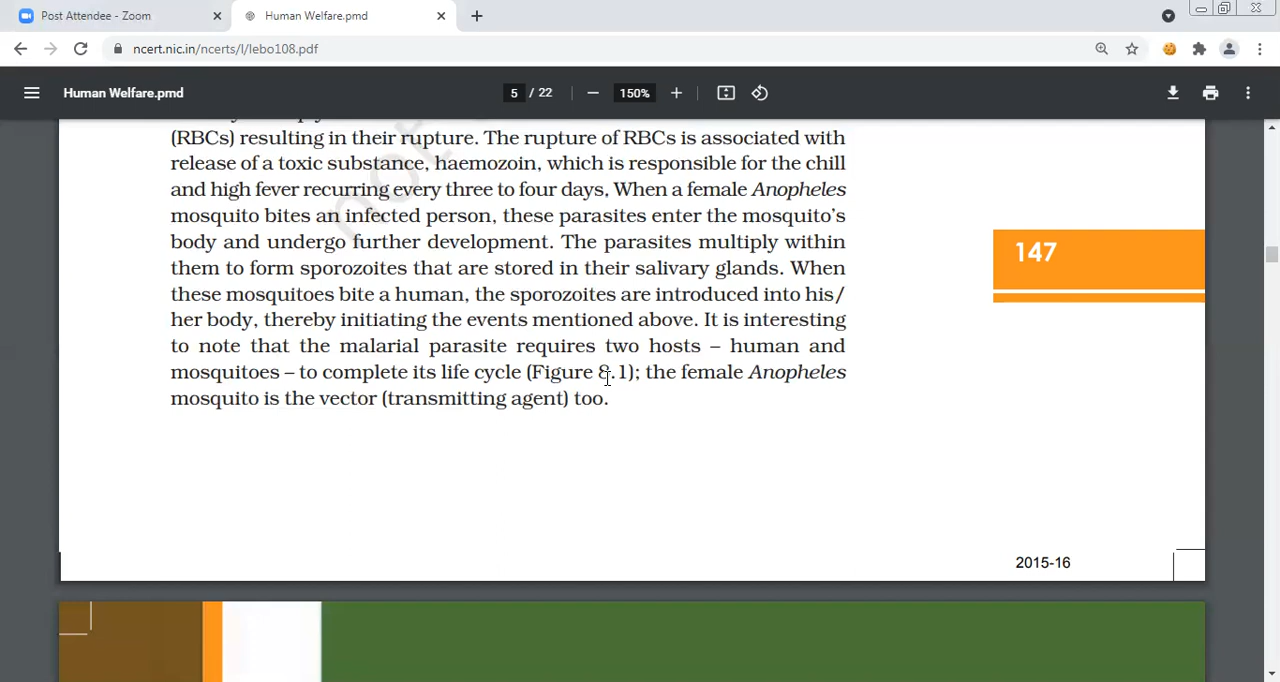 Post Attendee - Zoom
Human Welfare.pmd
ncert.nic.in/ncerts/l/lebo108.pdf
Human Welfare.pmd
5 / 22
150%
(RBCs) resulting in their rupture. The rupture of RBCs is associated with
release of a toxic substance, haemozoin, which is responsible for the chill
and high fever recurring every three to four days, When a female Anopheles
mosquito bites an infected person, these parasites enter the mosquito's
body and undergo further development. The parasites multiply within
them to form sporozoites that are stored in their salivary glands. When
these mosquitoes bite a human, the sporozoites are introduced into his/
her body, thereby initiating the events mentioned above. It is interesting
to note that the malarial parasite requires two hosts – human and
mosquitoes – to complete its life cycle (Figure 8.1); the female Anopheles
mosquito is the vector (transmitting agent) too.
147
not
2015-16